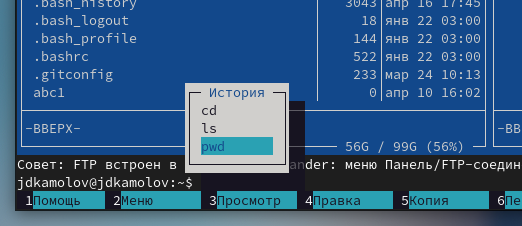 .bash_history 3043 апр 16 17:45
.bash_logout 18 янв 22 03:00
.bash_profile 144 янв 22 03:00
.bashrc 522 янв 22 03:00
.gitconfig 233 мар 24 10:13
abc1 0 апр 10 16:02
История
cd
ls
pwd
-ВВЕРХ- -ВВ
56G / 99G (56%)
Совет: FTP встроен в ander: меню Панель/FTP-соедин
jdkamolov@jdkamolov:~$
1Помощь 2Меню 3Просмотр 4Правка 5Копия 6Пе